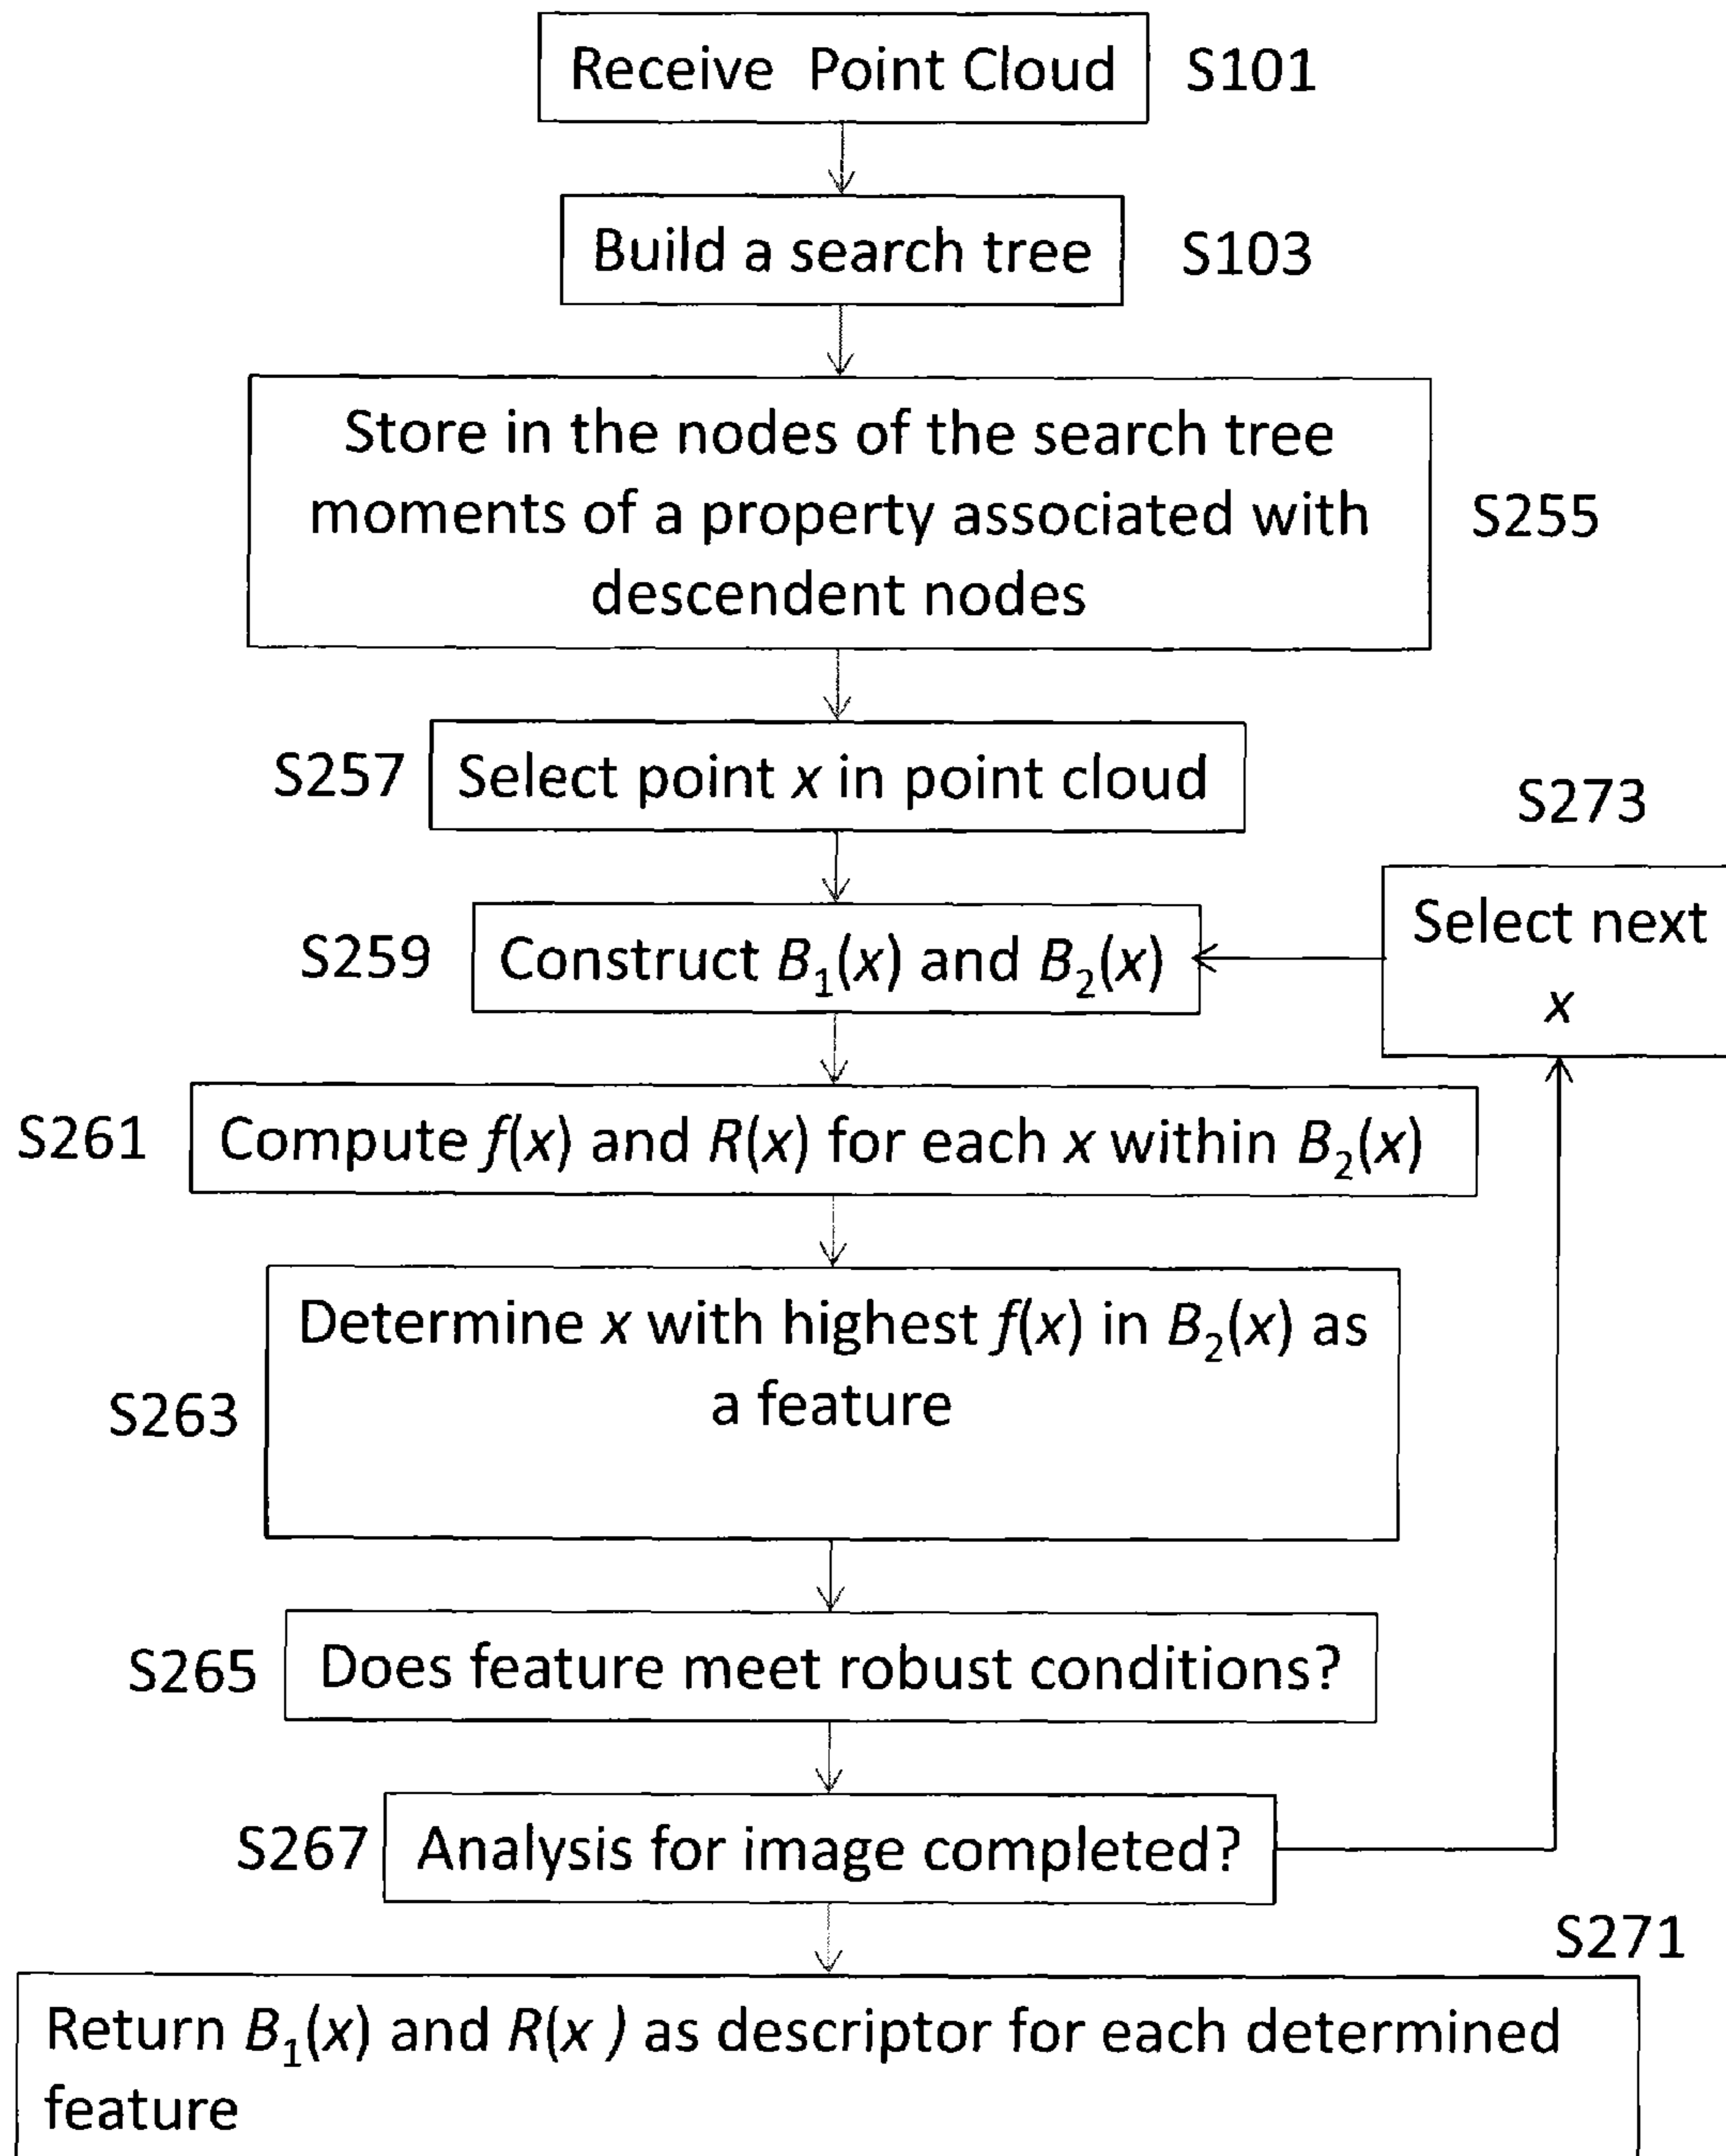 Receive Point Cloud S101
Build a search tree S103
Store in the nodes of the search tree
moments of a property associated with
descendent nodes
S255
S257 Select point x in point cloud
S273
Select next
x
S259 Construct B₁(x) and B₂(x)
S261 Compute f(x) and R(x) for each x within B₂(x)
Determine x with highest f(x) in B₂(x) as
a feature
S263
S265 Does feature meet robust conditions?
S267 Analysis for image completed?
S271
Return B₁(x) and R(x ) as descriptor for each determined
feature